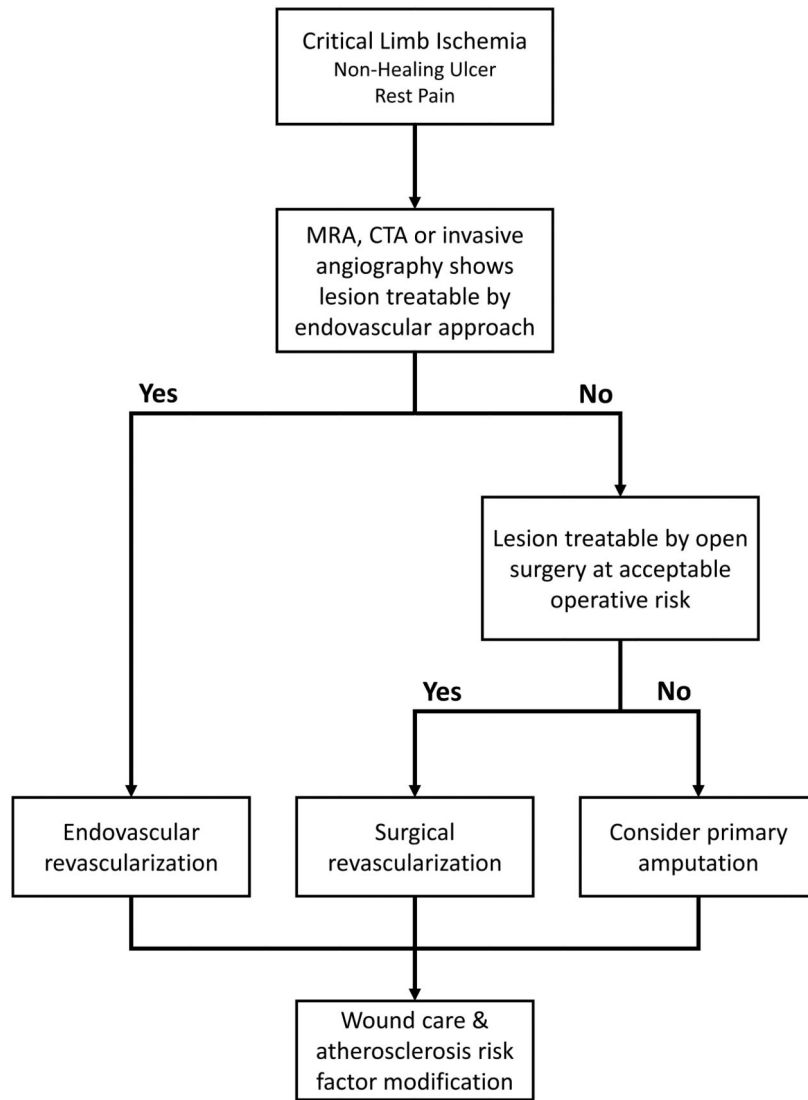 Critical Limb Ischemia
Non-Healing Ulcer
Rest Pain
MRA, CTA or invasive
angiography shows
lesion treatable by
endovascular approach
Yes
No
Lesion treatable by open
surgery at acceptable
operative risk
Yes
No
Endovascular
revascularization
Surgical
revascularization
Consider primary
amputation
Wound care &
atherosclerosis risk
factor modification